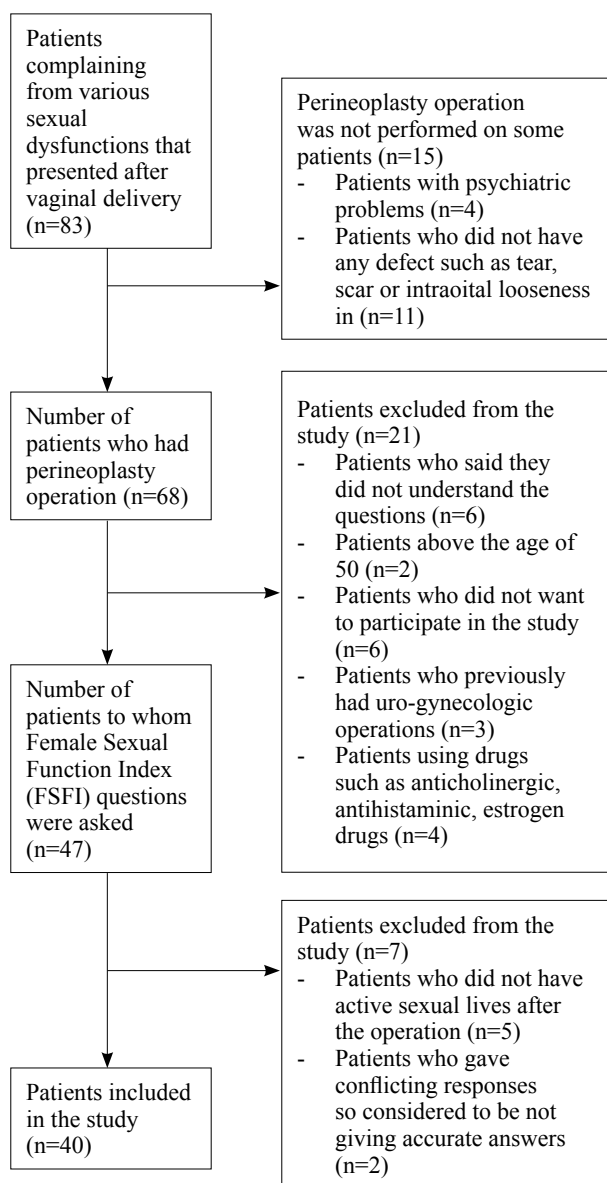 Patients
complaining
from various
sexual
dysfunctions that
presented after
vaginal delivery
(n=83)
Perineoplasty operation
was not performed on some
patients (n=15)
- Patients with psychiatric
problems (n=4)
- Patients who did not have
any defect such as tear,
scar or intraoital looseness
in (n=11)
Number of
patients who had
perineoplasty
operation (n=68)
Patients excluded from the
study (n=21)
- Patients who said they
did not understand the
questions (n=6)
- Patients above the age of
50 (n=2)
- Patients who did not want
to participate in the study
(n=6)
- Patients who previously
had uro-gynecologic
operations (n=3)
- Patients using drugs
such as anticholinergic,
antihistaminic, estrogen
drugs (n=4)
Number of
patients to whom
Female Sexual
Function Index
(FSFI) questions
were asked
(n=47)
Patients excluded from the
study (n=7)
- Patients who did not have
active sexual lives after
the operation (n=5)
- Patients who gave
conflicting responses
so considered to be not
giving accurate answers
(n=2)
Patients included
in the study
(n=40)